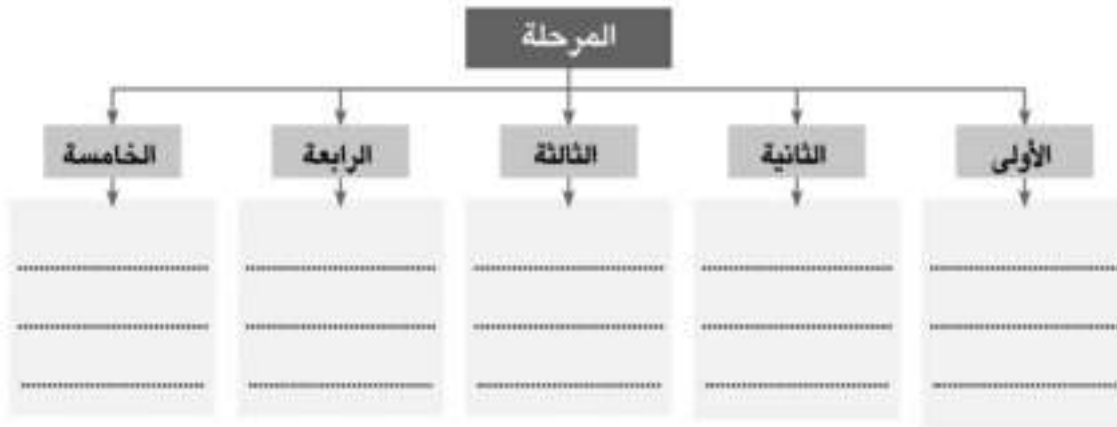 المرحلة
الأولى
الثانية
الثالثة
الرابعة
الخامسة